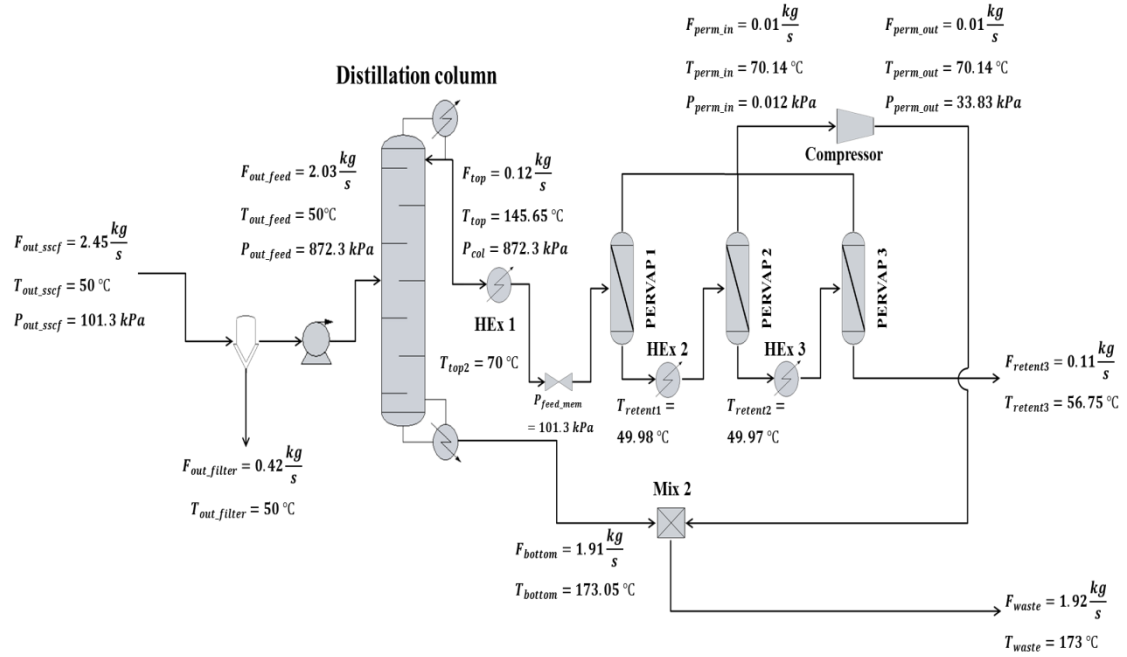 F_perm_in = 0.01 kg/s
T_perm_in = 70.14 °C
P_perm_in = 0.012 kPa
F_perm_out = 0.01 kg/s
T_perm_out = 70.14 °C
P_perm_out = 33.83 kPa
Compressor
Distillation column
F_out_feed = 2.03 kg/s
T_out_feed = 50°C
P_out_feed = 872.3 kPa
F_top = 0.12 kg/s
T_top = 145.65 °C
P_col = 872.3 kPa
F_out_sscf = 2.45 kg/s
T_out_sscf = 50 °C
P_out_sscf = 101.3 kPa
PERVAP 1
PERVAP 2
PERVAP 3
HEx 1
HEx 2
HEx 3
T_top2 = 70 °C
P_feed_mem
= 101.3 kPa
T_retent1 =
49.98 °C
T_retent2 =
49.97 °C
F_retent3 = 0.11 kg/s
T_retent3 = 56.75 °C
F_out_filter = 0.42 kg/s
T_out_filter = 50 °C
Mix 2
F_bottom = 1.91 kg/s
T_bottom = 173.05 °C
F_waste = 1.92 kg/s
T_waste = 173 °C